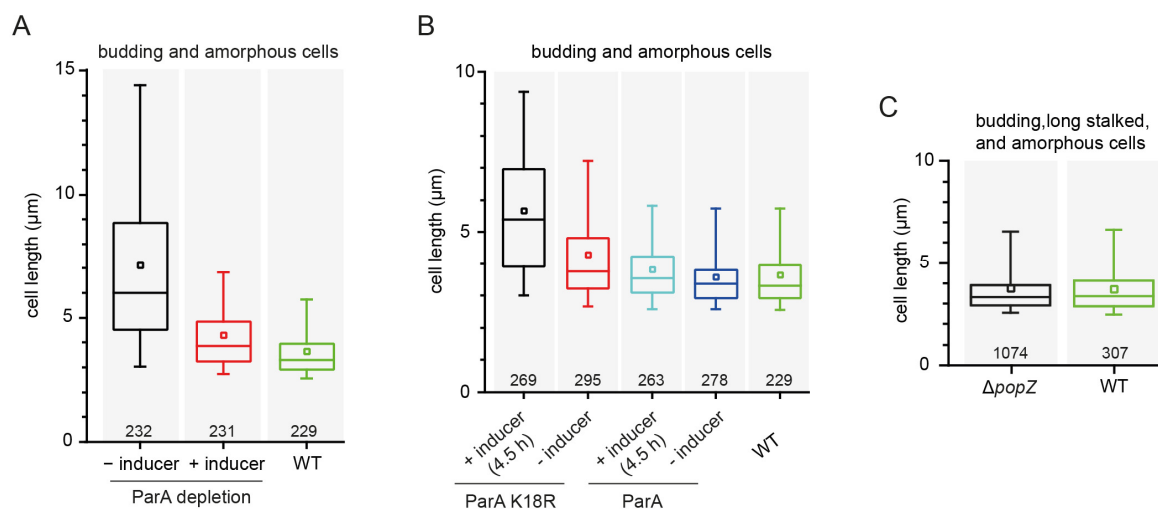 A
budding and amorphous cells
15
10
5
0
cell length (µm)
232
231
229
− inducer
+ inducer
WT
ParA depletion
B
budding and amorphous cells
10
5
0
cell length (µm)
269
295
263
278
229
+ inducer
(4.5 h)
- inducer
+ inducer
(4.5 h)
- inducer
WT
ParA K18R
ParA
C
budding,long stalked,
and amorphous cells
10
5
0
cell length (µm)
1074
307
ΔpopZ
WT